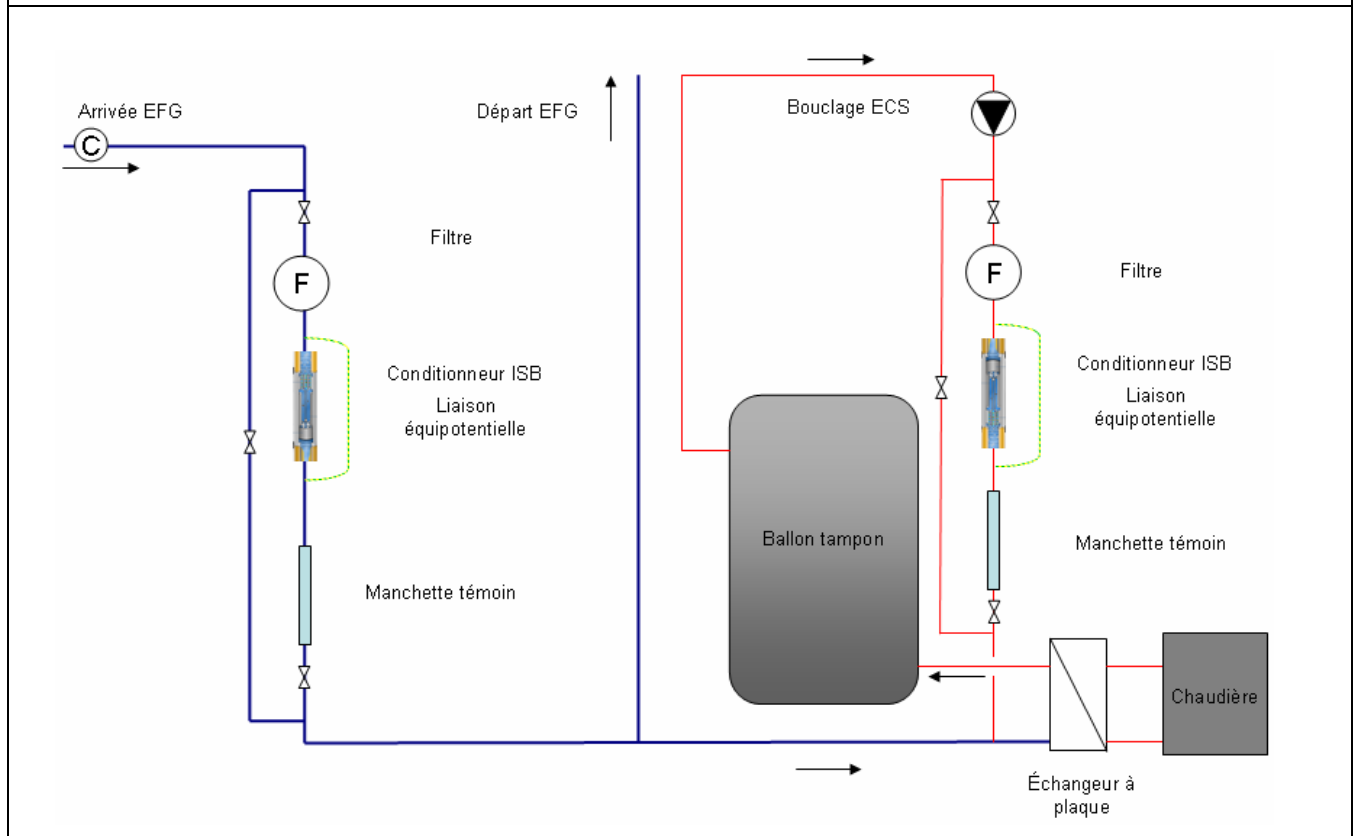 Arrivée EFG
C
Départ EFG
Bouclage ECS
Filtre
F
Conditionneur ISB
Liaison
équipotentielle
Manchette témoin
Filtre
F
Conditionneur ISB
Liaison
équipotentielle
Ballon tampon
Manchette témoin
Chaudière
Échangeur à
plaque